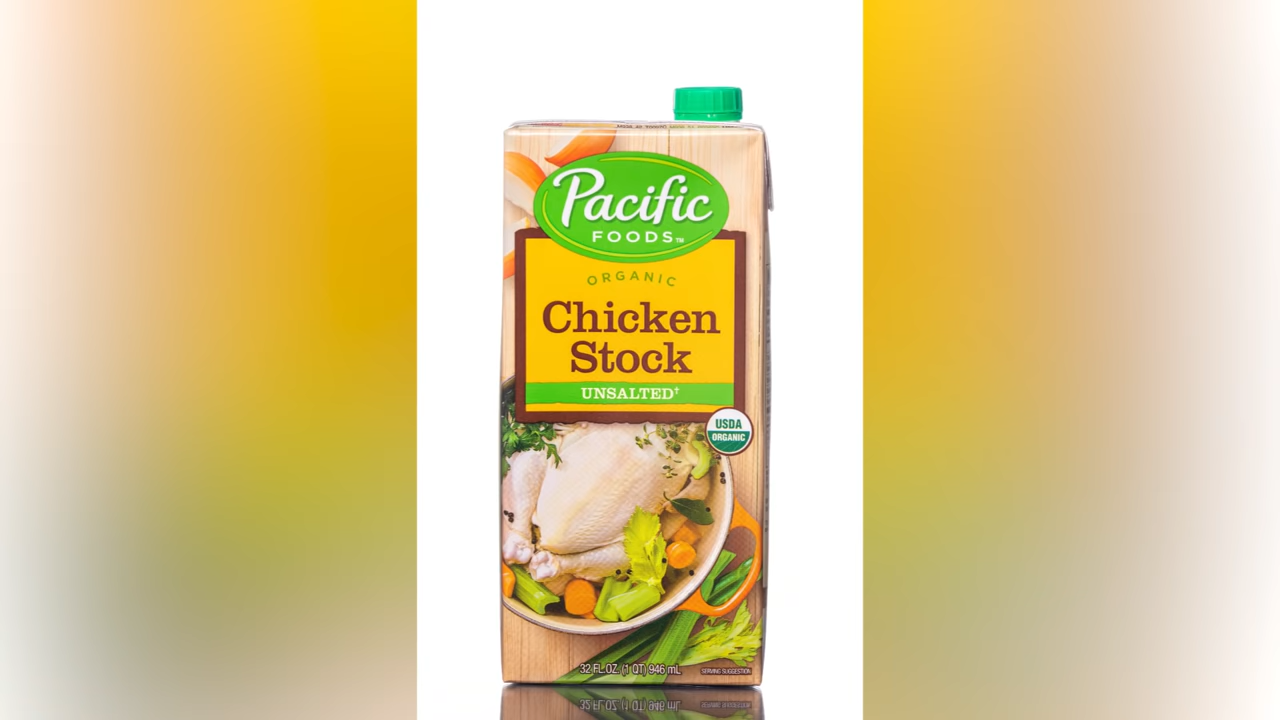 Pacific
FOODS™
ORGANIC
Chicken
Stock
UNSALTED†
USDA
ORGANIC
32 FL.OZ. (1 QT) 946 mL
SERVING SUGGESTION